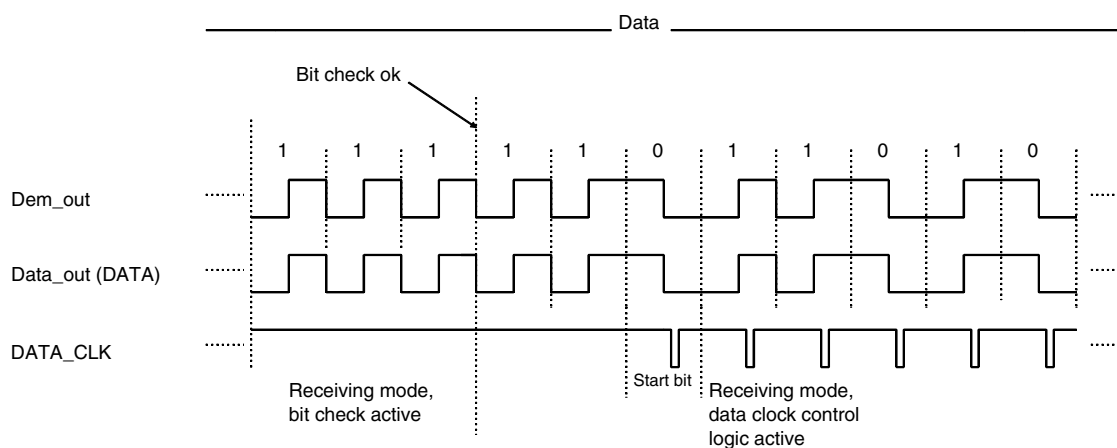 Data
Bit check ok
1 1 1 1 1 0 1 1 0 1 0
Dem_out
Data_out (DATA)
DATA_CLK
Start bit
Receiving mode,
bit check active
Receiving mode,
data clock control
logic active